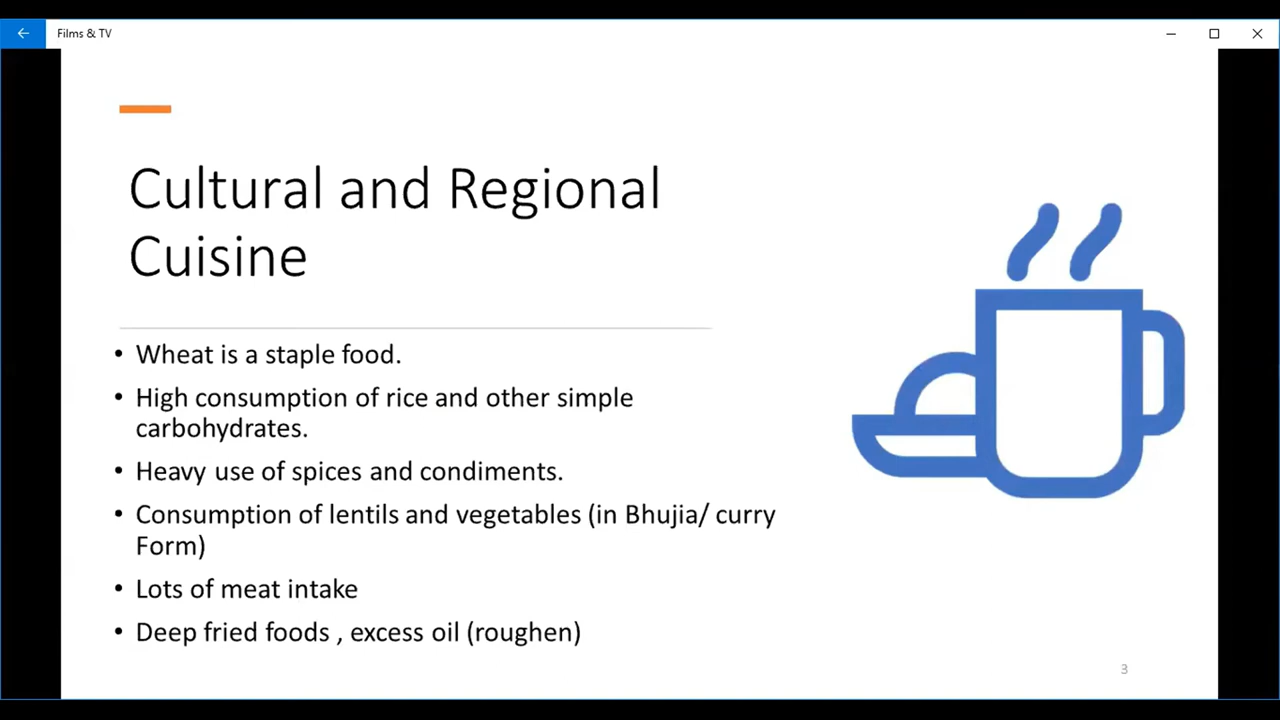 Films & TV
Cultural and Regional
Cuisine
• Wheat is a staple food.
• High consumption of rice and other simple
carbohydrates.
• Heavy use of spices and condiments.
• Consumption of lentils and vegetables (in Bhujia/ curry
Form)
• Lots of meat intake
• Deep fried foods , excess oil (roughen)
3